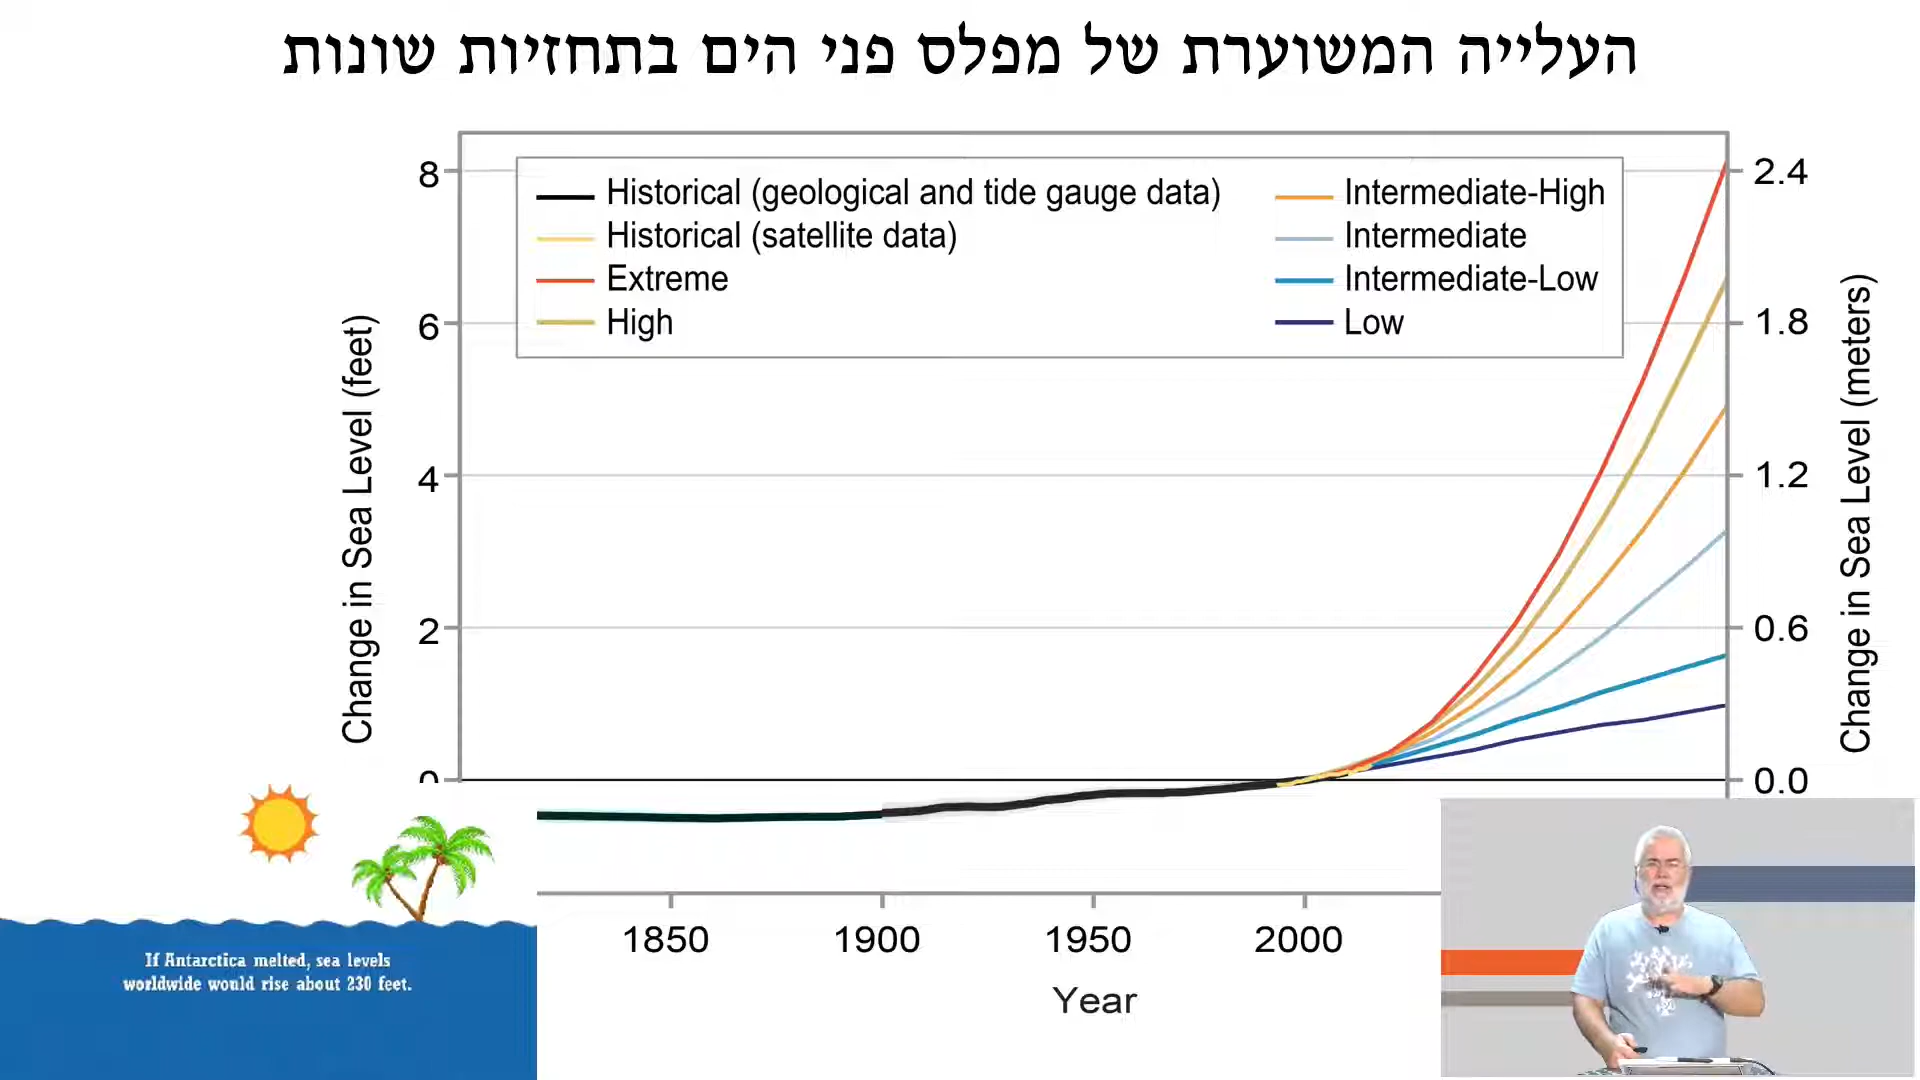 העלייה המשוערת של מפלס פני הים בתחזיות שונות
Historical (geological and tide gauge data)
Historical (satellite data)
Extreme
High
Intermediate-High
Intermediate
Intermediate-Low
Low
Change in Sea Level (feet)
8
6
4
2
0
2.4
1.8
1.2
0.6
0.0
Change in Sea Level (meters)
1850 1900 1950 2000
Year
If Antarctica melted, sea levels
worldwide would rise about 230 feet.